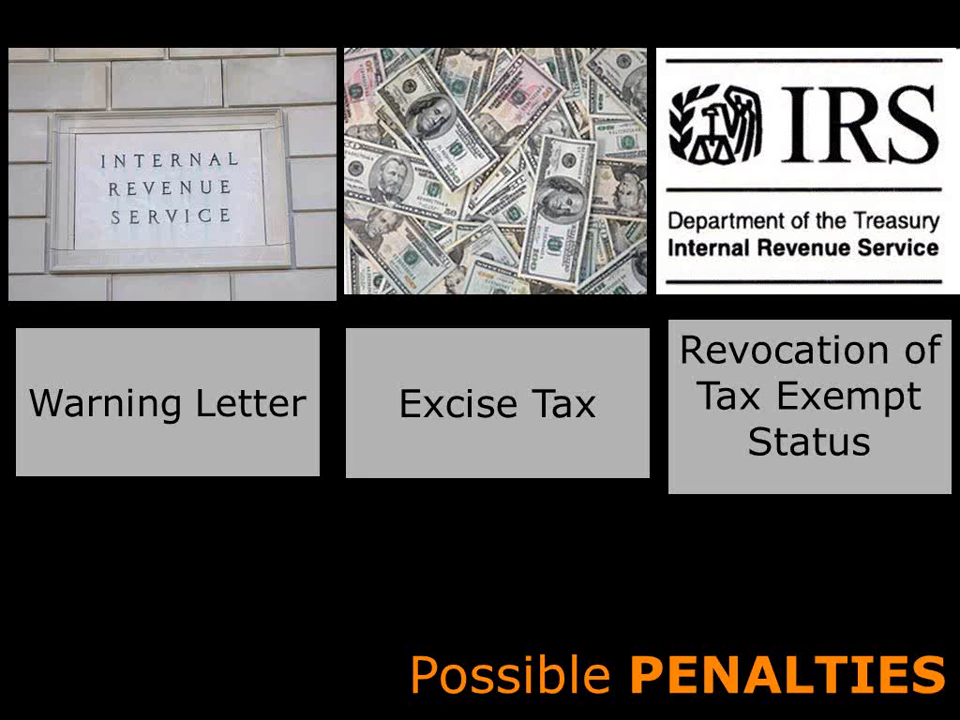 INTERNAL
REVENUE
SERVICE
IRS
Department of the Treasury
Internal Revenue Service
Warning Letter
Excise Tax
Revocation of
Tax Exempt
Status
Possible PENALTIES